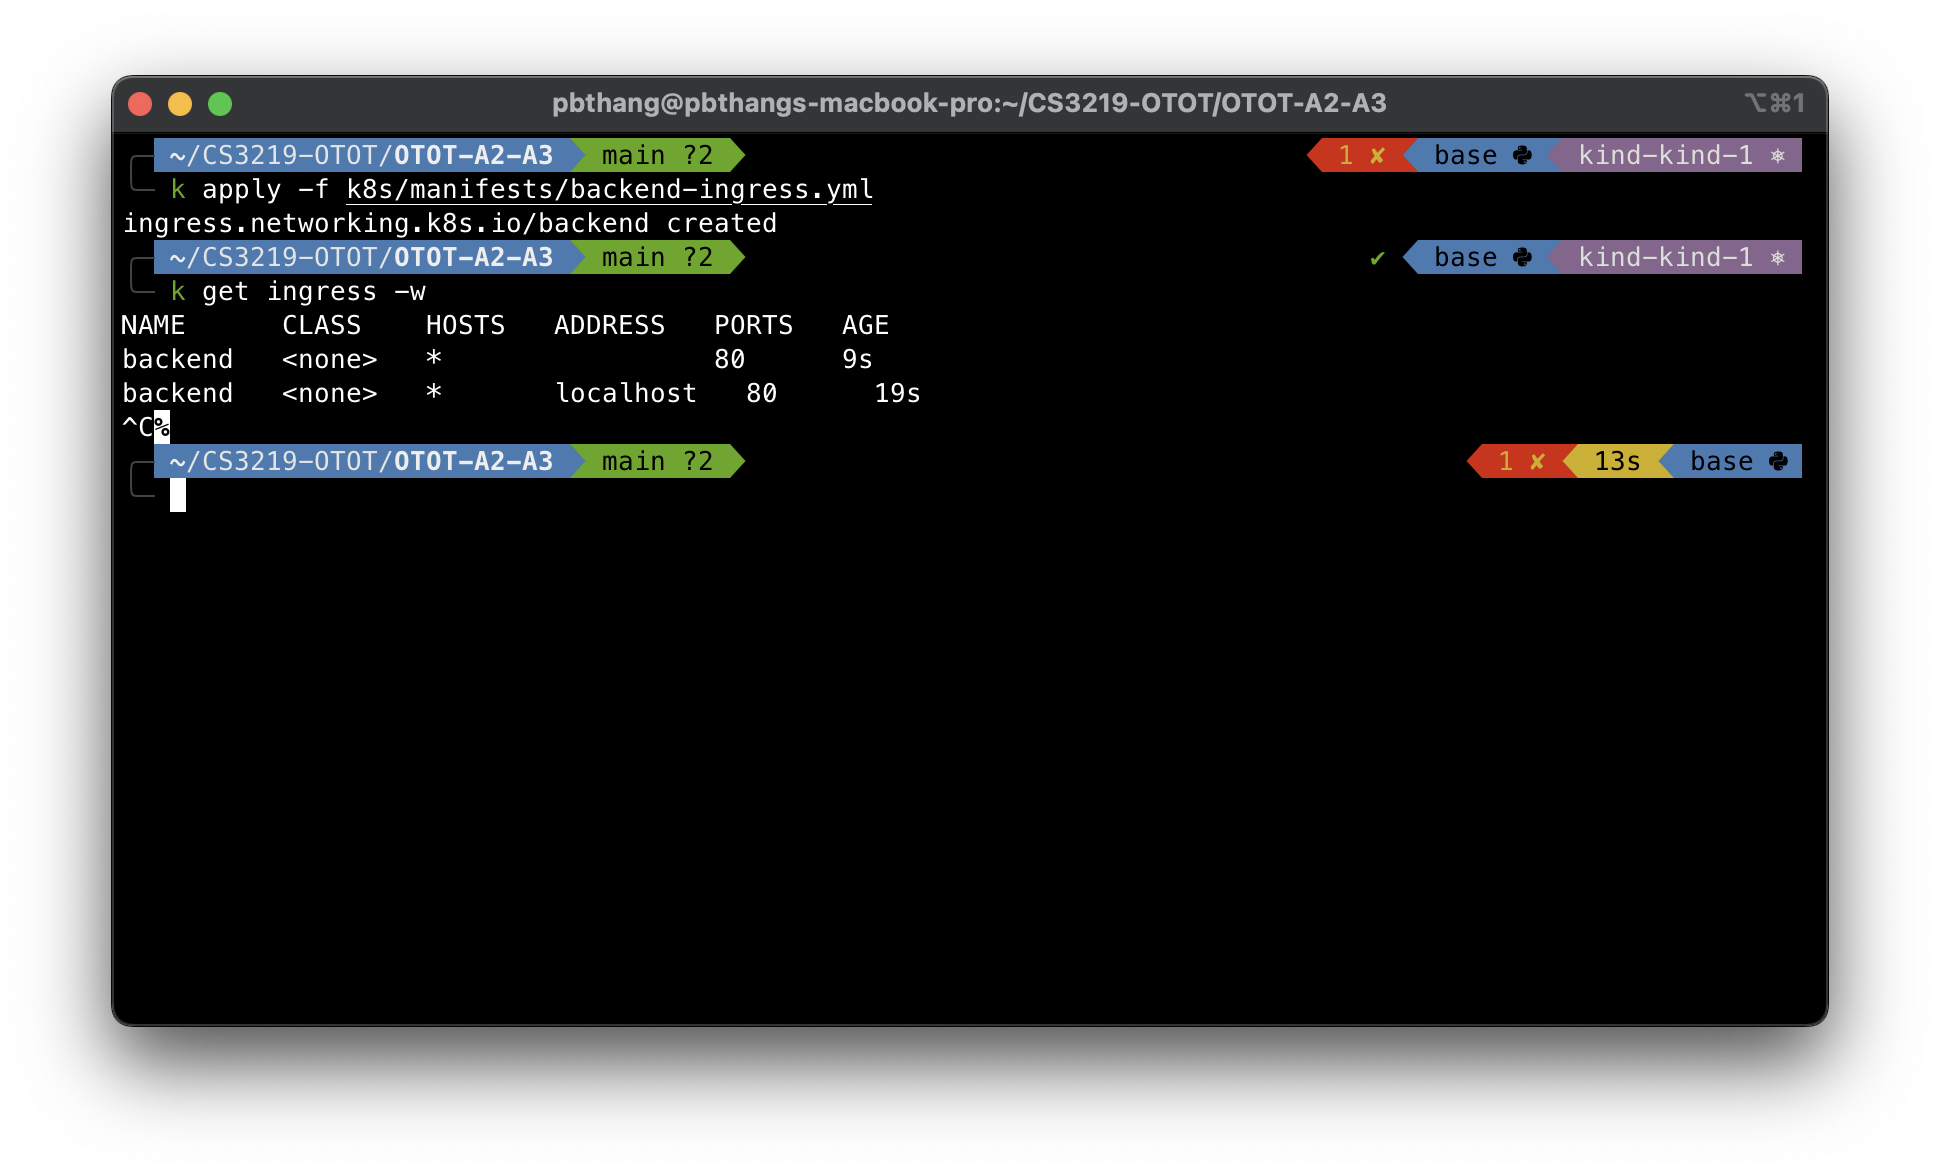 pbthang@pbthangs-macbook-pro:~/CS3219-OTOT/OTOT-A2-A3 ⌥⌘1
~/CS3219-OTOT/OTOT-A2-A3 main ?2 1 ✘ base kind-kind-1 ⎈
k apply -f k8s/manifests/backend-ingress.yml
ingress.networking.k8s.io/backend created
~/CS3219-OTOT/OTOT-A2-A3 main ?2 ✔ base kind-kind-1 ⎈
k get ingress -w
NAME CLASS HOSTS ADDRESS PORTS AGE
backend <none> * 80 9s
backend <none> * localhost 80 19s
^C%
~/CS3219-OTOT/OTOT-A2-A3 main ?2 1 ✘ 13s base